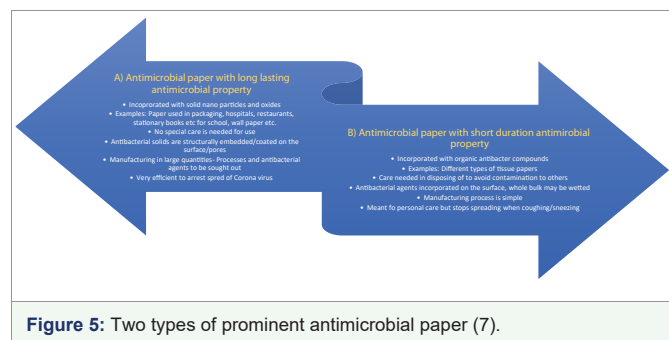 A) Antimicrobial paper with long lasting
antimicrobial property
• Incorprorated with solid nano particles and oxides
• Examples: Paper used in packaging, hospitals, restaurants,
stationary books etc for school, wall paper etc.
• No special care is needed for use
• Antibacterial solids are structurally embedded/coated on the
surface/pores
• Manufacturing in large quantities- Processes and antibacterial
agents to be sought out
• Very efficient to arrest spred of Corona virus
B) Antimicrobial paper with short duration antimirobial
property
• Incorporated with organic antibacter compounds
• Examples: Different types of tissue papers
• Care needed in disposing of to avoid contamination to others
• Antibacterial agents incorporated on the surface, whole bulk may be wetted
• Manufacturing process is simple
• Meant fo personal care but stops spreading when coughing/sneezing
Figure 5: Two types of prominent antimicrobial paper (7).